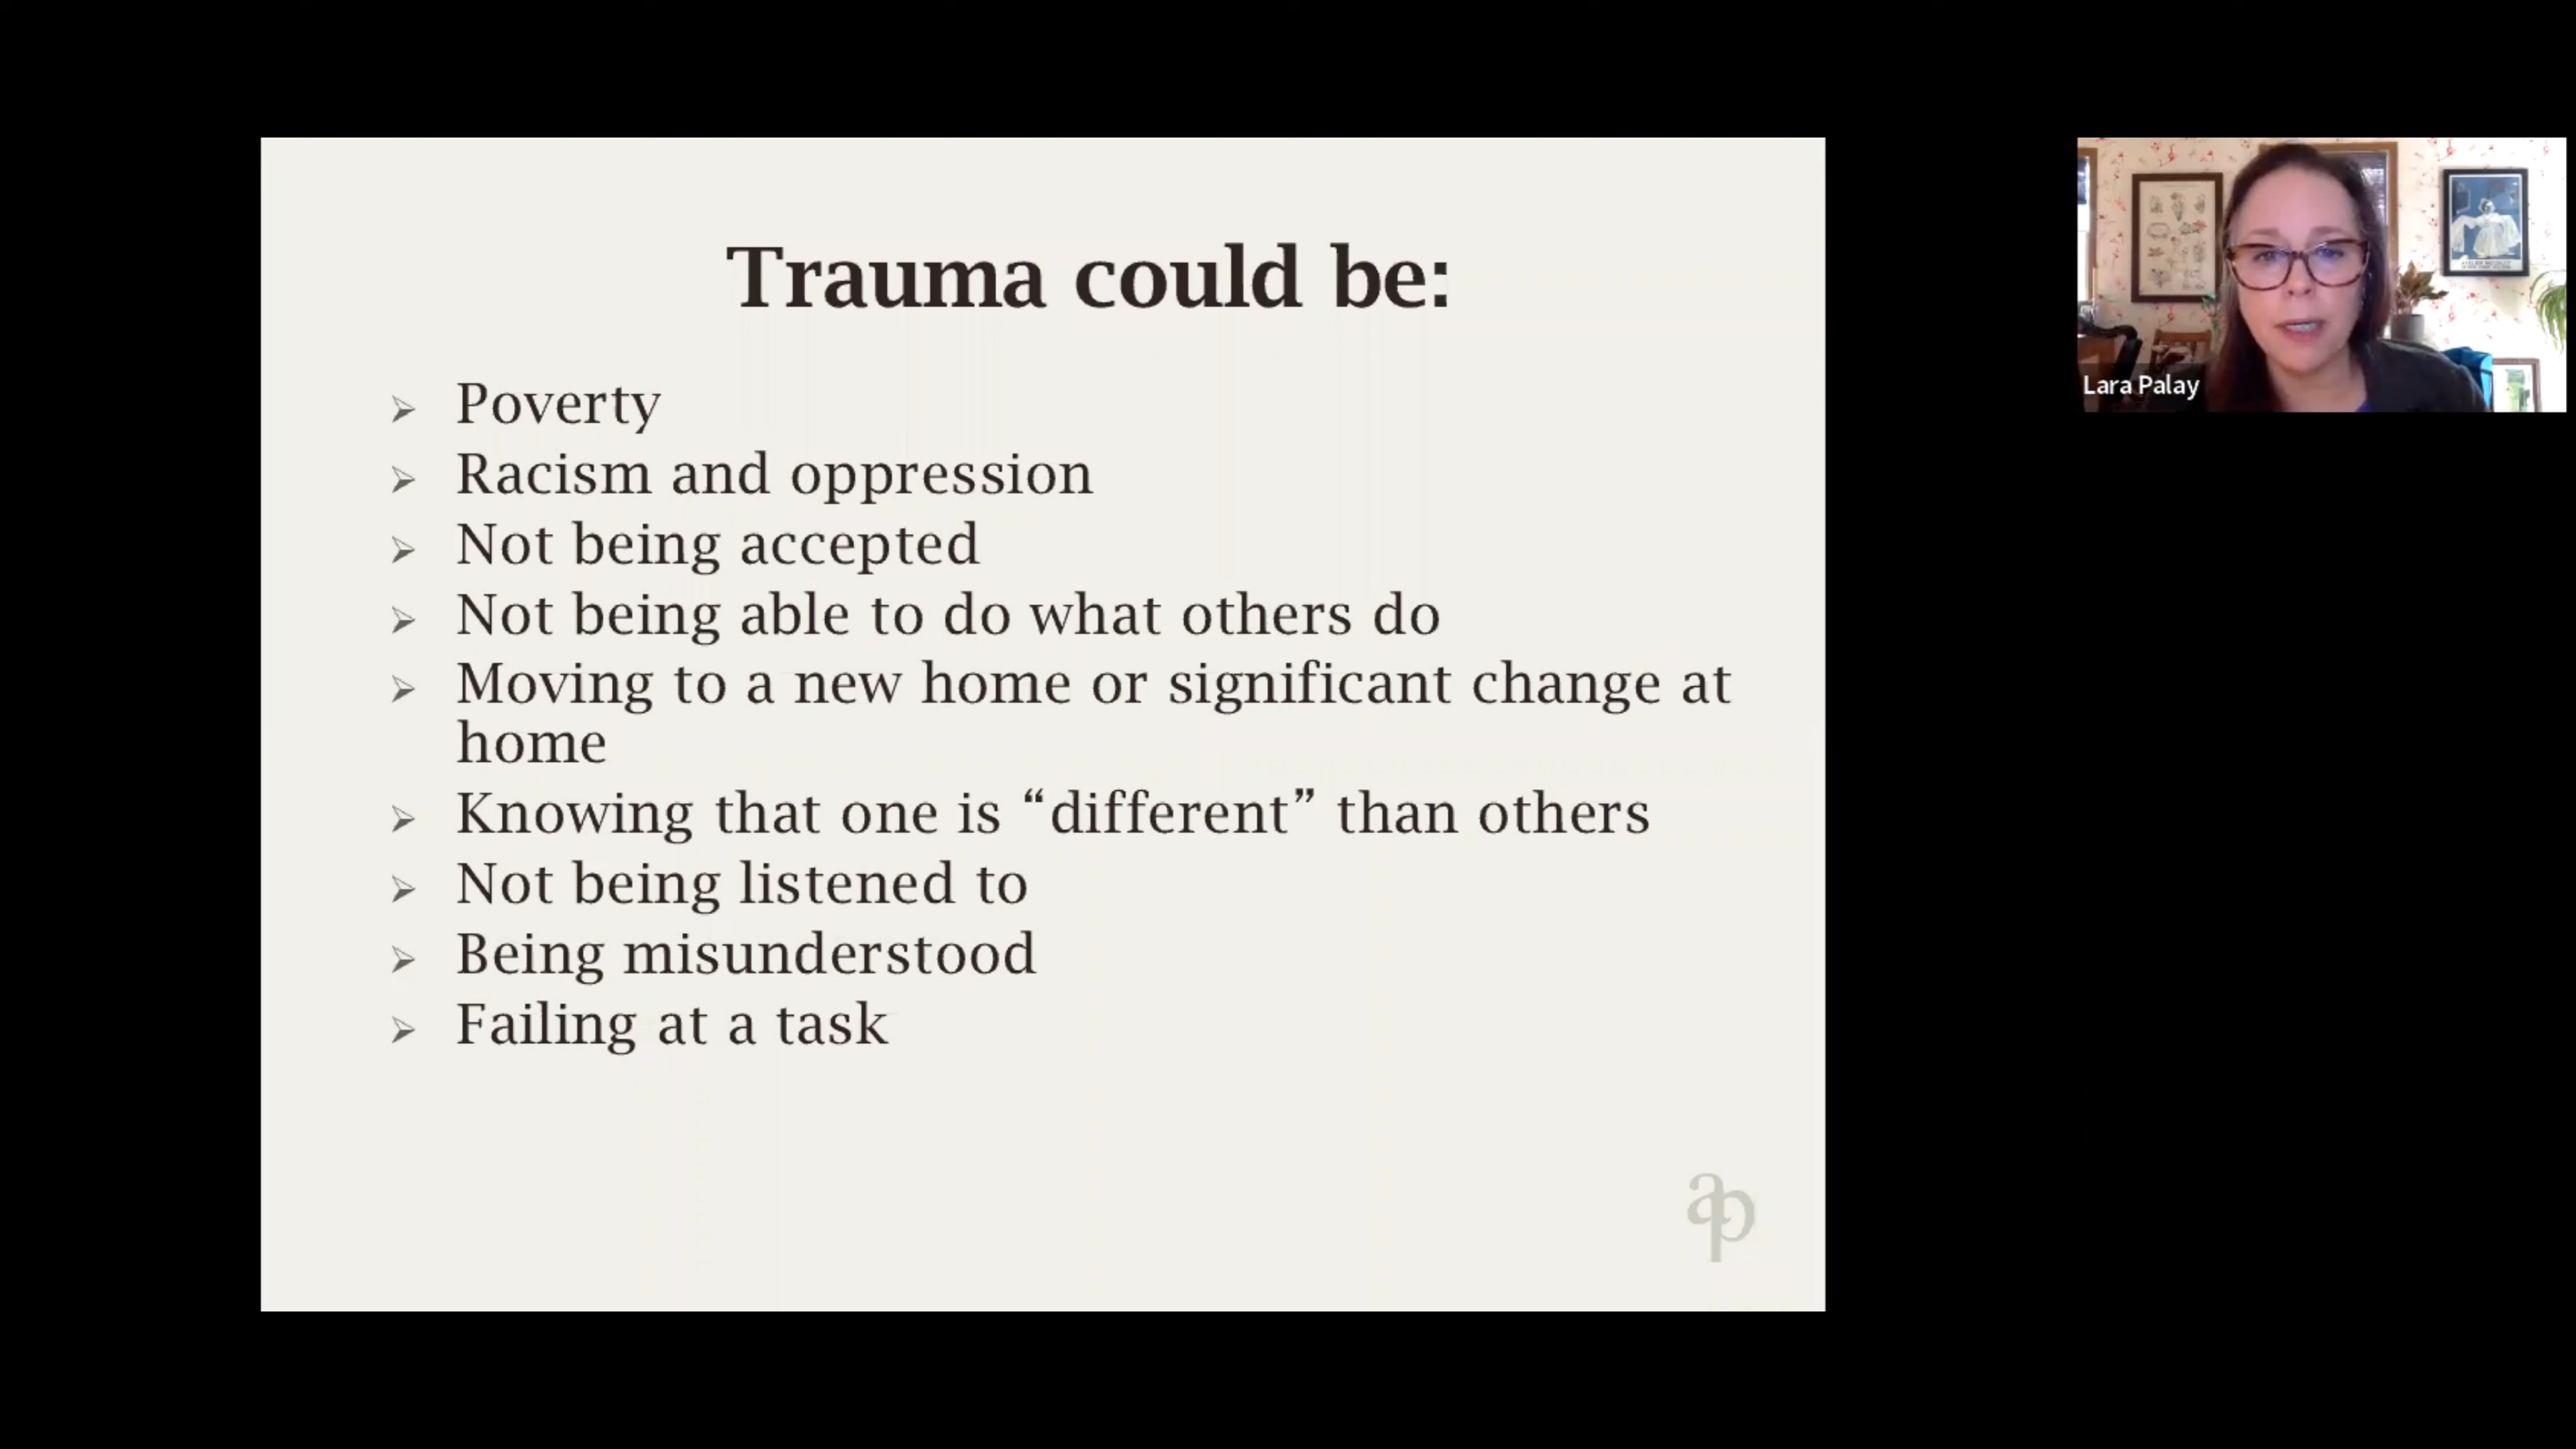 Trauma could be:
➢ Poverty
➢ Racism and oppression
➢ Not being accepted
➢ Not being able to do what others do
➢ Moving to a new home or significant change at
home
➢ Knowing that one is “different” than others
➢ Not being listened to
➢ Being misunderstood
➢ Failing at a task
ap
Lara Palay